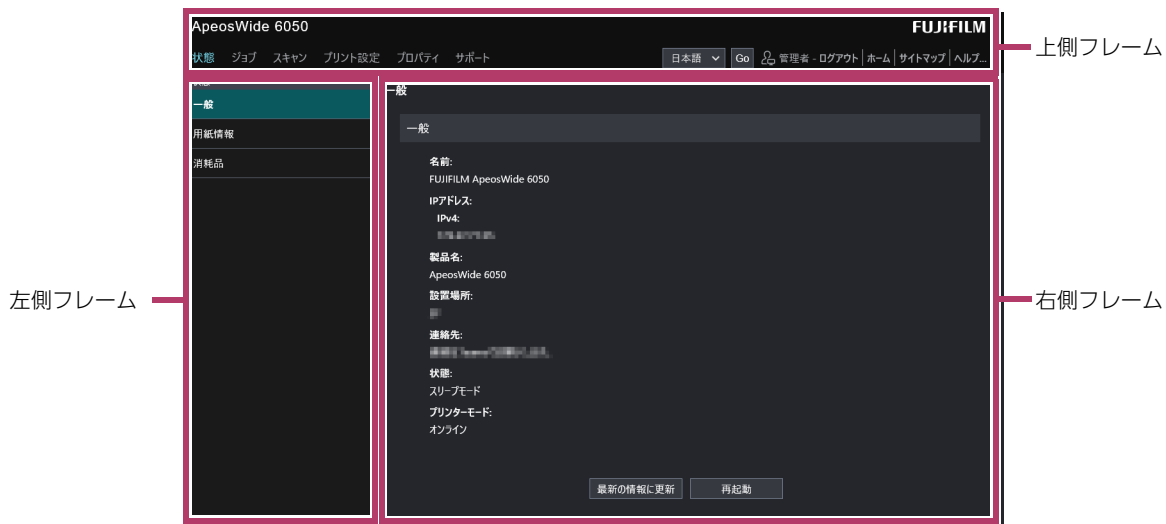 ApeosWide 6050
FUJIFILM
状態 ジョブ スキャン プリント設定 プロパティ サポート
日本語 Go 管理者 - ログアウト ホーム サイトマップ ヘルプ...
上側フレーム
一般
用紙情報
消耗品
左側フレーム
一般
一般
名前:
FUJIFILM ApeosWide 6050
IPアドレス:
IPv4:
製品名:
ApeosWide 6050
設置場所:
連絡先:
状態:
スリープモード
プリンターモード:
オンライン
最新の情報に更新 再起動
右側フレーム